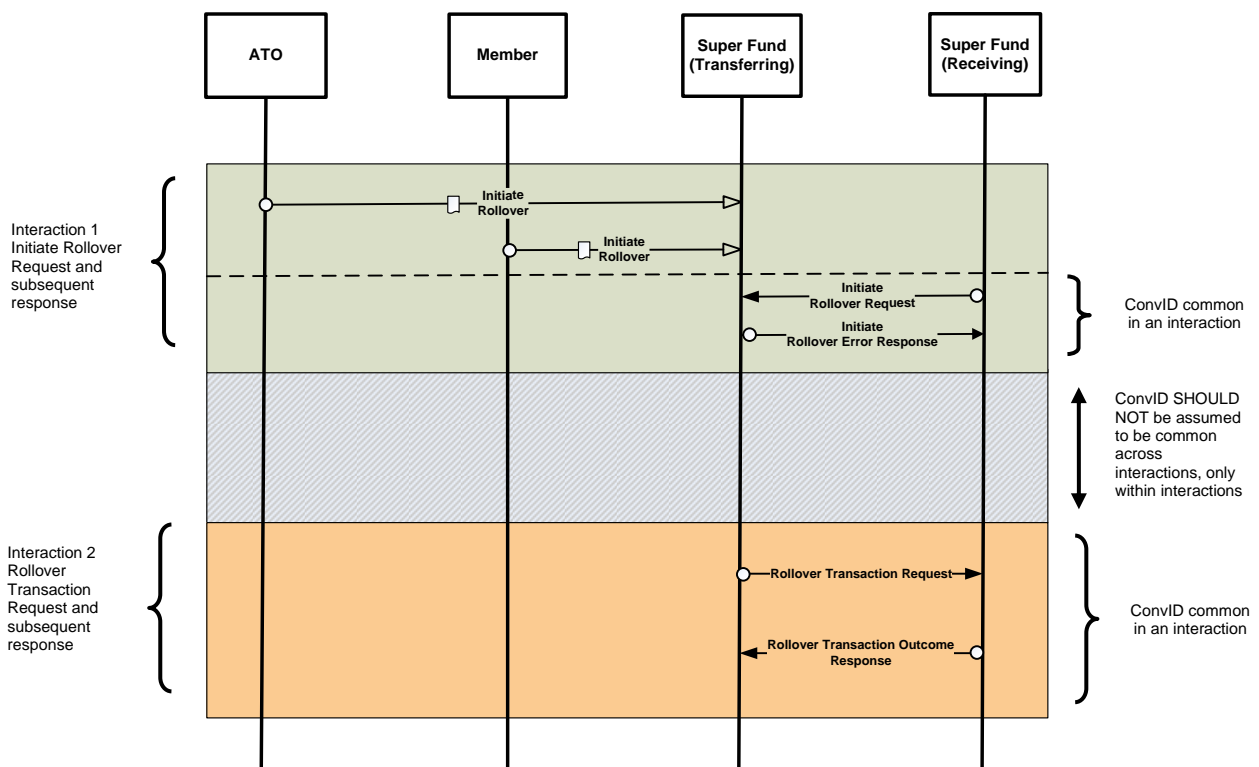 ATO
Member
Super Fund
(Transferring)
Super Fund
(Receiving)
Interaction 1
Initiate Rollover
Request and
subsequent
response
Initiate
Rollover
Initiate
Rollover
Initiate
Rollover Request
Initiate
Rollover Error Response
ConvID common
in an interaction
ConvID SHOULD
NOT be assumed
to be common
across
interactions, only
within interactions
Interaction 2
Rollover
Transaction
Request and
subsequent
response
Rollover Transaction Request
Rollover Transaction Outcome
Response
ConvID common
in an interaction